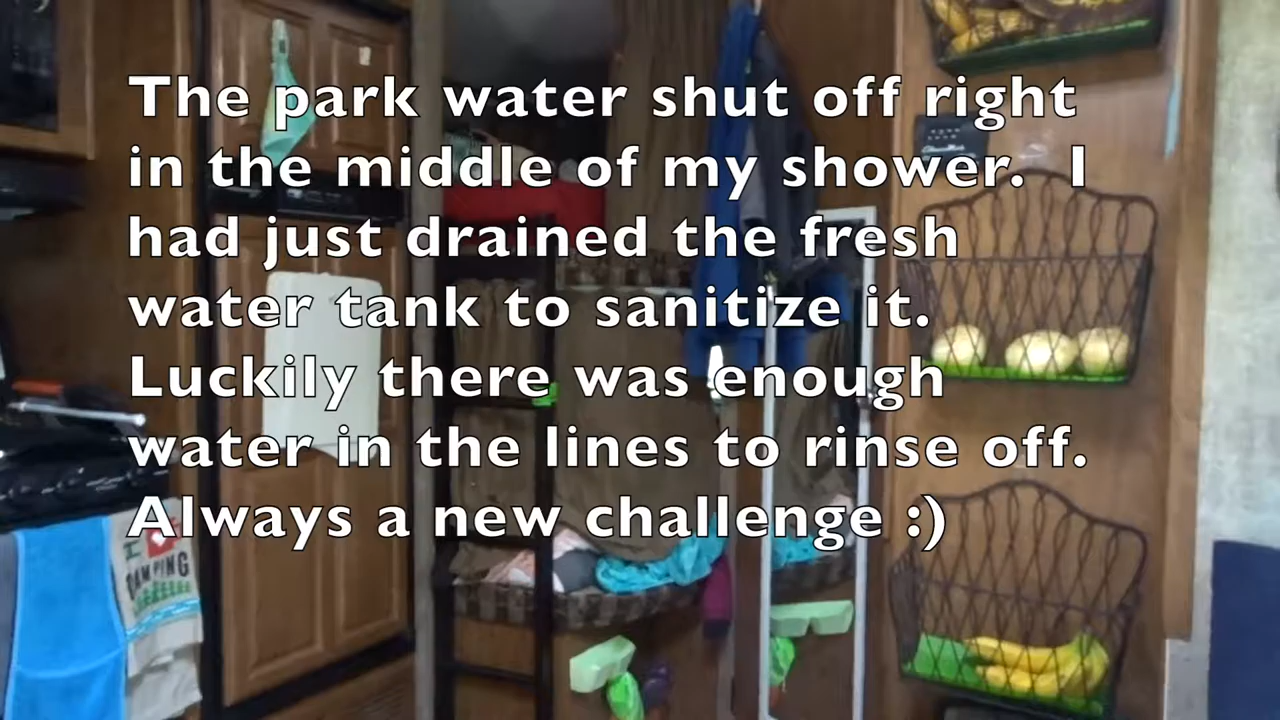 The park water shut off right
in the middle of my shower.  I
had just drained the fresh
water tank to sanitize it.
Luckily there was enough
water in the lines to rinse off.
Always a new challenge :)
I
CAMPING